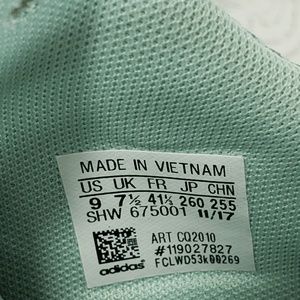 MADE IN VIETNAM
US UK FR JP CHN
9 7½ 41⅓ 260 255
SHW 675001 11/17
ART CQ2010
#119027827
FCLWD53k00269
adidas